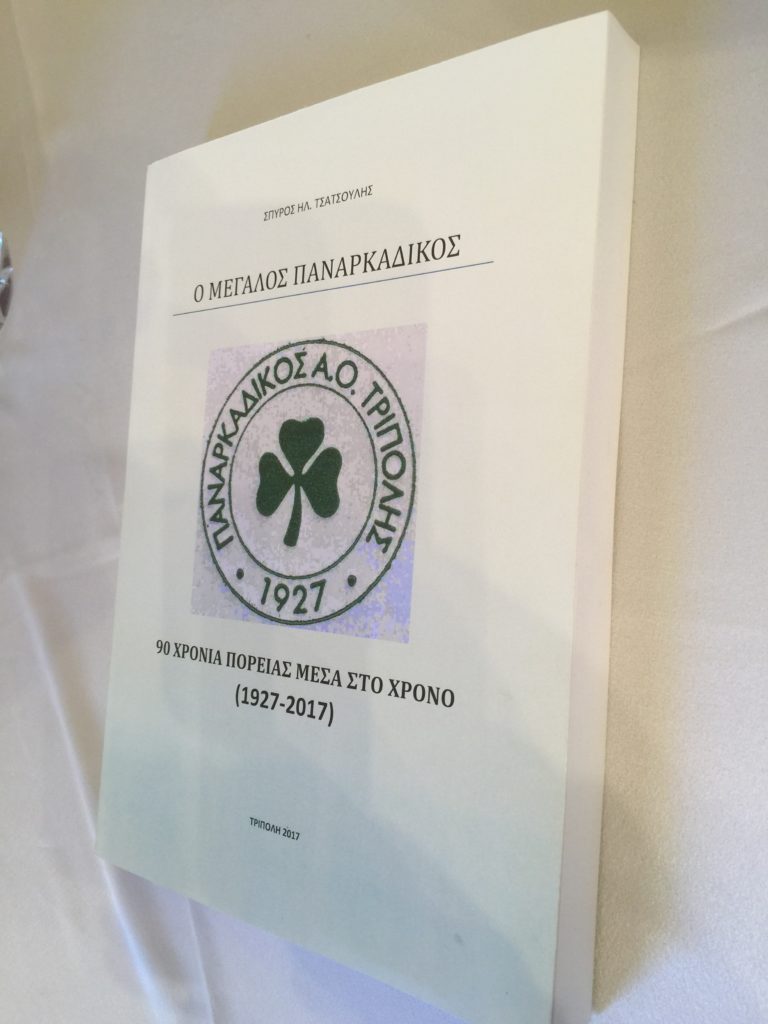 ΣΠΥΡΟΣ ΗΛ. ΤΣΑΤΣΟΥΛΗΣ
Ο ΜΕΓΑΛΟΣ ΠΑΝΑΡΚΑΔΙΚΟΣ
ΠΑΝΑΡΚΑΔΙΚΟΣ Α.Ο. ΤΡΙΠΟΛΗΣ
• 1927 •
90 ΧΡΟΝΙΑ ΠΟΡΕΙΑΣ ΜΕΣΑ ΣΤΟ ΧΡΟΝΟ
(1927-2017)
ΤΡΙΠΟΛΗ 2017